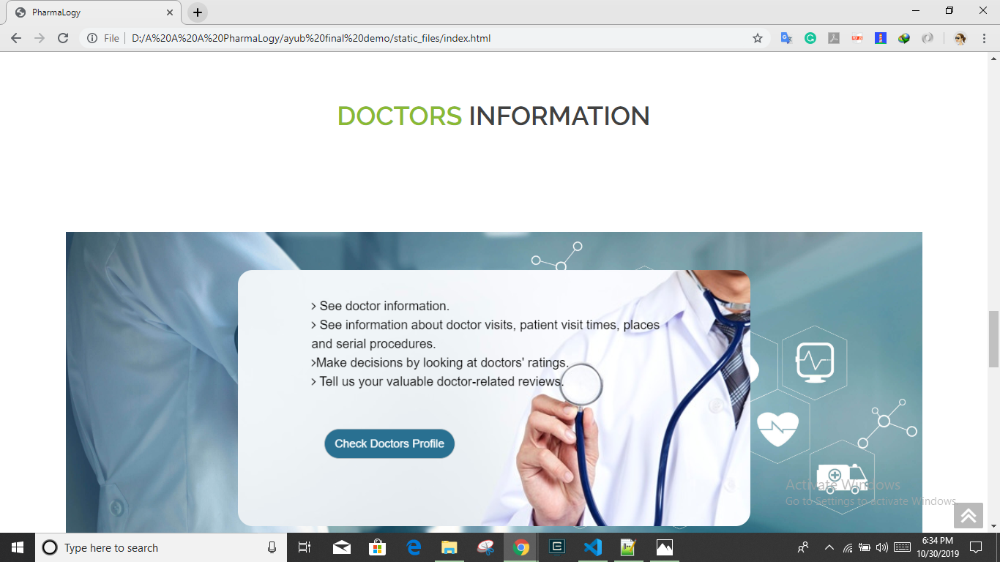 PharmaLogy
File
D:/A%20A%20A%20PharmaLogy/ayub%20final%20demo/static_files/index.html
DOCTORS INFORMATION
> See doctor information.
> See information about doctor visits, patient visit times, places
and serial procedures.
>Make decisions by looking at doctors' ratings.
> Tell us your valuable doctor-related reviews.
Check Doctors Profile
Activate Windows
Go to Settings to activate Windows.
Type here to search
6:34 PM
10/30/2019